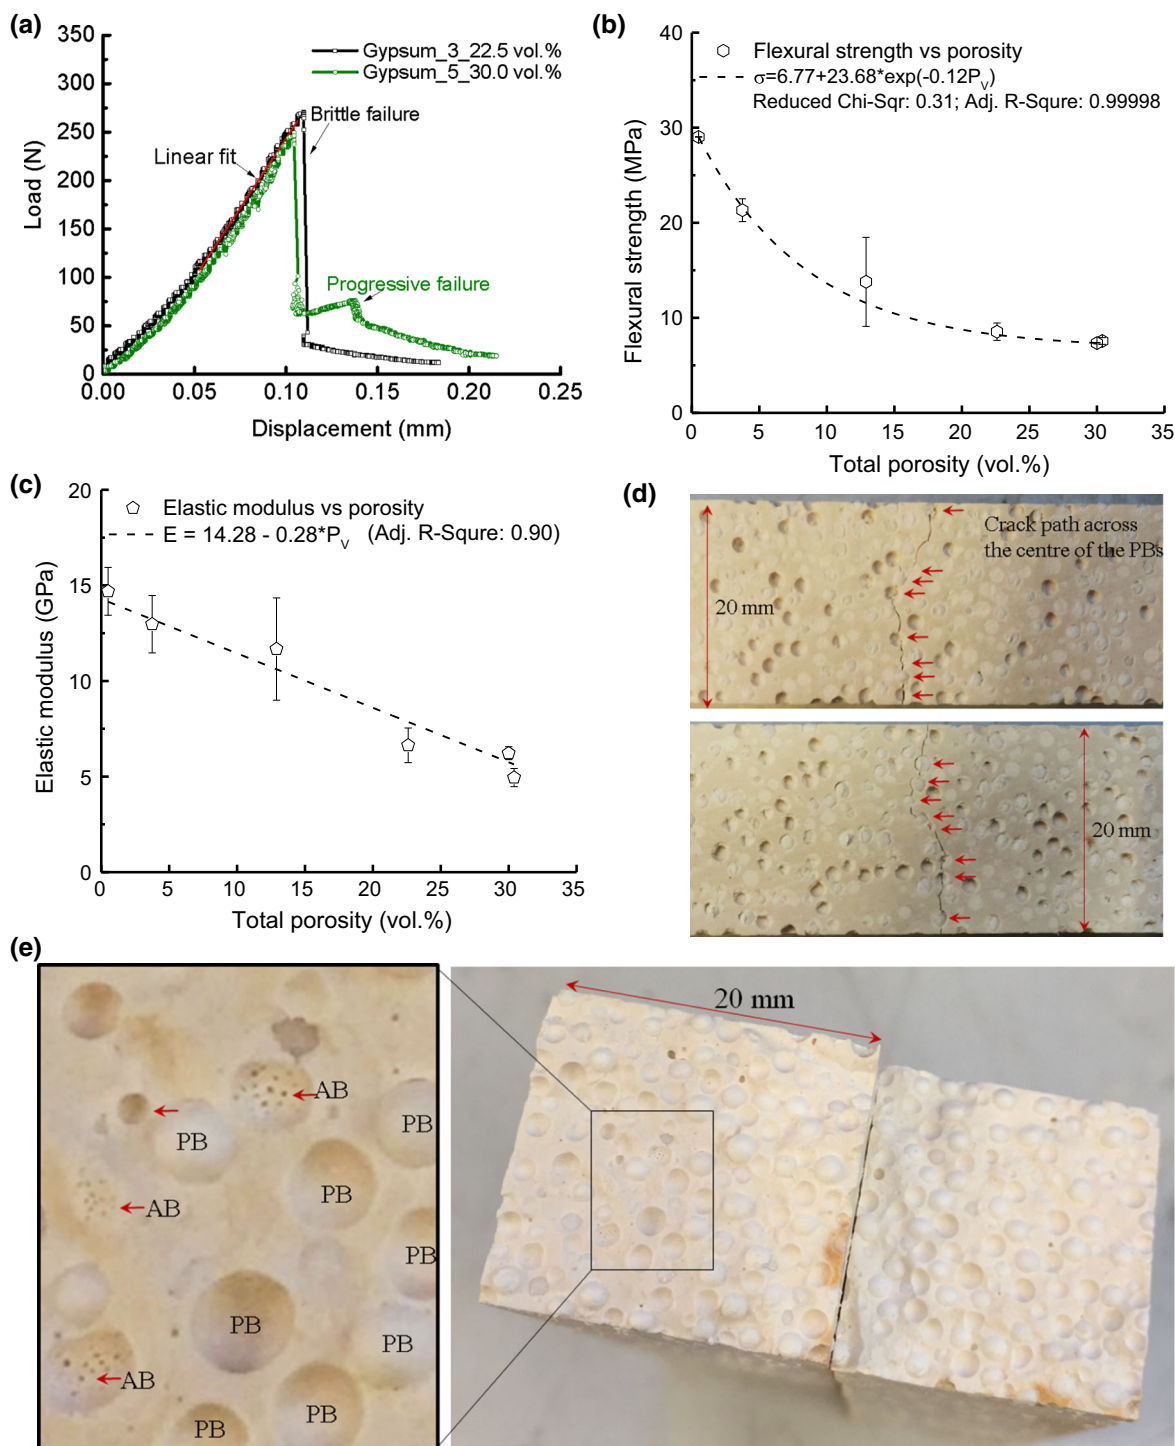 (a)
350
300
250
200
150
100
50
0
0.00
0.05
0.10
0.15
0.20
0.25
Load (N)
Displacement (mm)
Gypsum_3_22.5 vol.%
Gypsum_5_30.0 vol.%
Brittle failure
Linear fit
Progressive failure
(b)
40
30
20
10
0
0
5
10
15
20
25
30
35
Flexural strength (MPa)
Total porosity (vol.%)
Flexural strength vs porosity
σ=6.77+23.68*exp(-0.12PV)
Reduced Chi-Sqr: 0.31; Adj. R-Squre: 0.99998
(c)
20
15
10
5
0
0
5
10
15
20
25
30
35
Elastic modulus (GPa)
Total porosity (vol.%)
Elastic modulus vs porosity
E = 14.28 - 0.28*PV (Adj. R-Squre: 0.90)
(d)
Crack path across
the centre of the PBs
20 mm
20 mm
(e)
AB
PB
PB
PB
AB
PB
PB
PB
AB
PB
PB
20 mm